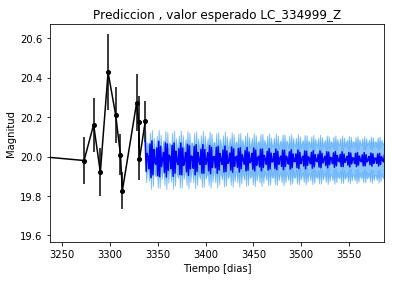 Prediccion , valor esperado LC_334999_Z
Magnitud
20.6
20.4
20.2
20.0
19.8
19.6
3250 3300 3350 3400 3450 3500 3550
Tiempo [dias]